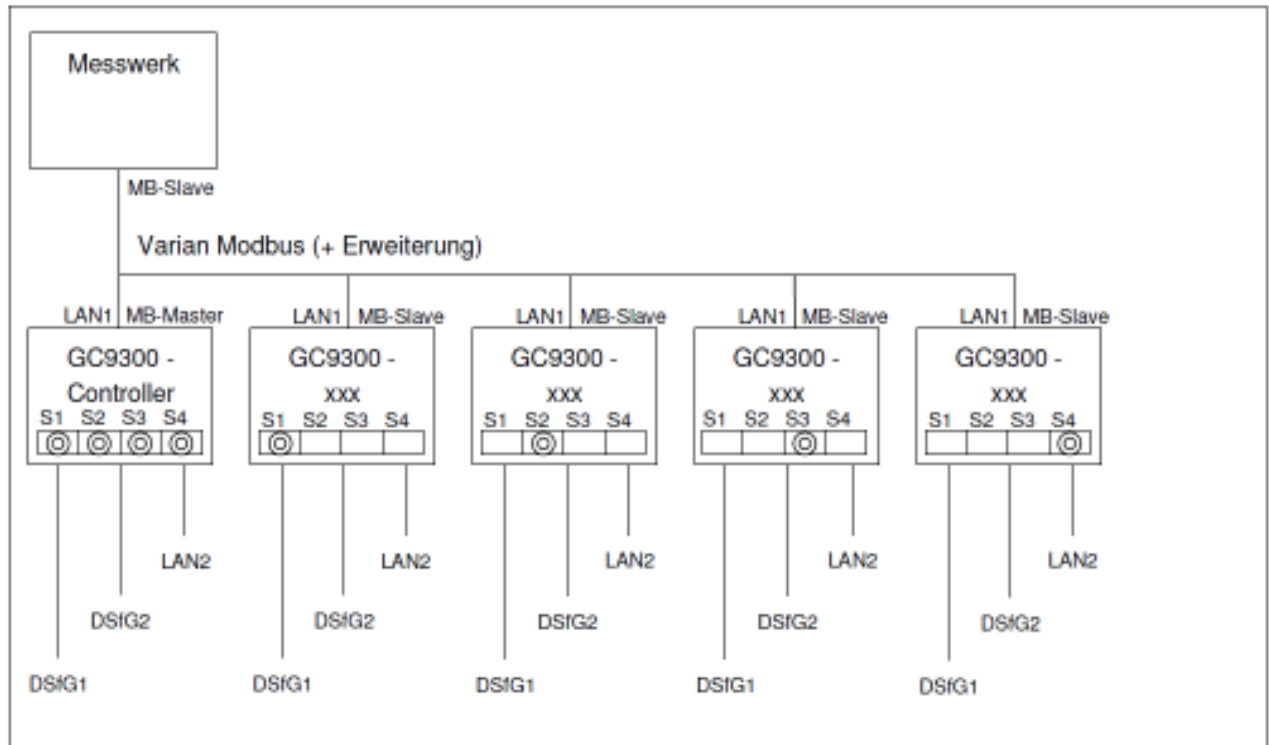 Messwerk
MB-Slave
Varian Modbus (+ Erweiterung)
LAN1 MB-Master LAN1 MB-Slave LAN1 MB-Slave LAN1 MB-Slave LAN1 MB-Slave
GC9300 - GC9300 - GC9300 - GC9300 - GC9300 -
Controller xxx xxx xxx xxx
S1 S2 S3 S4 S1 S2 S3 S4 S1 S2 S3 S4 S1 S2 S3 S4 S1 S2 S3 S4
LAN2 LAN2 LAN2 LAN2 LAN2
DSfG2 DSfG2 DSfG2 DSfG2 DSfG2
DSfG1 DSfG1 DSfG1 DSfG1 DSfG1